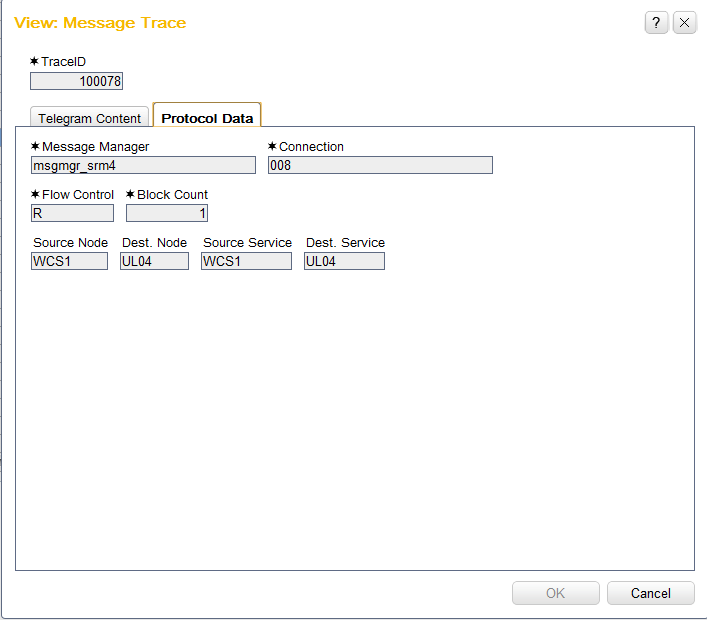 View: Message Trace
?
✶TraceID
100078
Telegram Content Protocol Data
✶Message Manager ✶Connection
msgmgr_srm4 008
✶Flow Control ✶Block Count
R 1
Source Node Dest. Node Source Service Dest. Service
WCS1 UL04 WCS1 UL04
OK Cancel